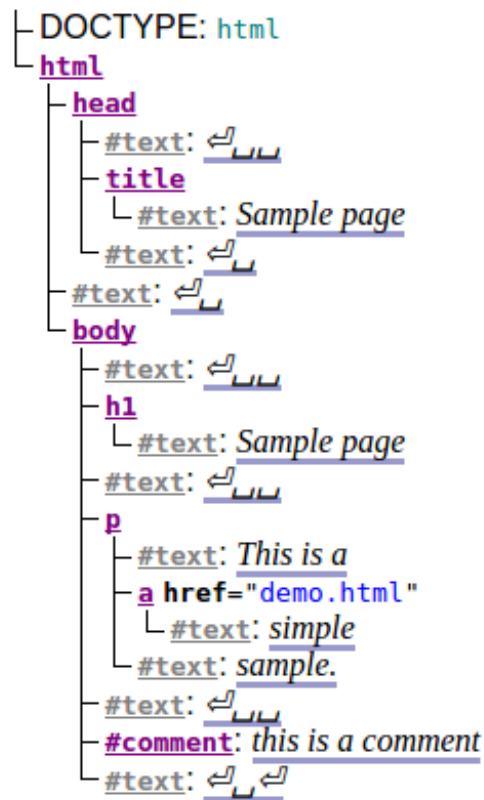 DOCTYPE: html
html
head
#text: ⏎␣␣
title
#text: Sample page
#text: ⏎␣
#text: ⏎␣
body
#text: ⏎␣␣
h1
#text: Sample page
#text: ⏎␣␣
p
#text: This is a
a href="demo.html"
#text: simple
#text: sample.
#text: ⏎␣␣
#comment: this is a comment
#text: ⏎␣⏎